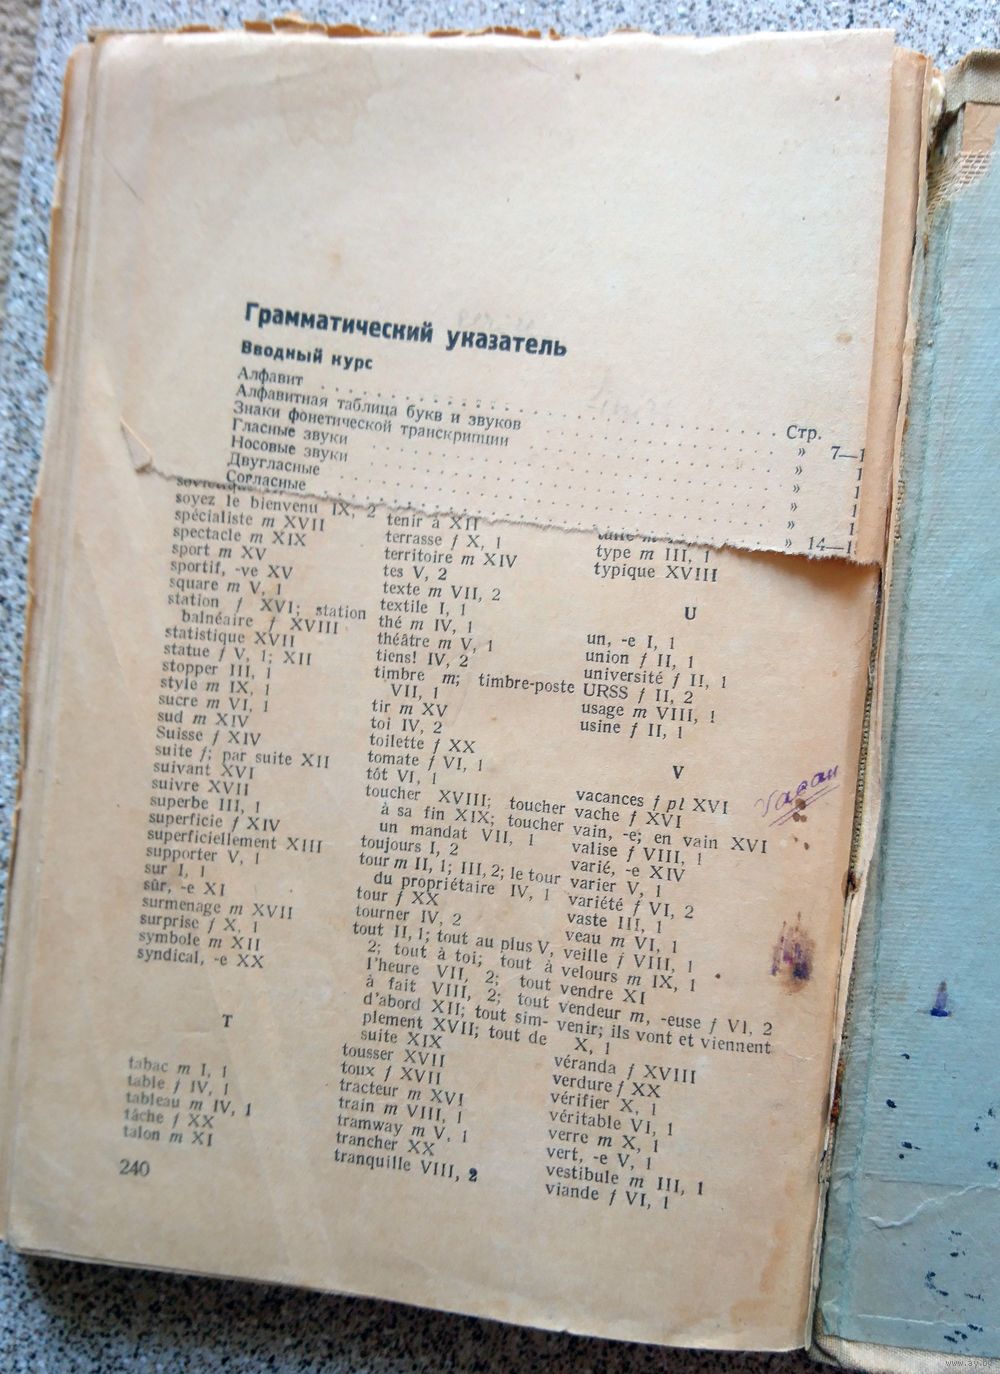 Грамматический указатель
Вводный курс
Алфавит . . . . . . . . . . . . . . . . Стр.
Алфавитная таблица букв и звуков . . . . . . . . » 7—1
Знаки фонетической транскрипции . . . . . . . . » 1
Гласные звуки . . . . . . . . . . . . . . » 1
Носовые звуки . . . . . . . . . . . . . . » 1
Двугласные . . . . . . . . . . . . . . » 1
Согласные . . . . . . . . . . . . . . » 14—1
soyez le bienvenu IX, 2
spécialiste m XVII
spectacle m XIX
sport m XV
sportif, -ve XV
square m V, 1
station f XVI; station
balnéaire f XVIII
statistique XVII
statue f V, 1; XII
stopper III, 1
style m IX, 1
sucre m VI, 1
sud m XIV
Suisse f XIV
suite f; par suite XII
suivant XVI
suivre XVII
superbe III, 1
superficie f XIV
superficiellement XIII
supporter V, 1
sur I, 1
sûr, -e XI
surmenage m XVII
surprise f X, 1
symbole m XII
syndical, -e XX
T
tabac m I, 1
table f IV, 1
tableau m IV, 1
tâche f XX
talon m XI
240
tenir à XII
terrasse f X, 1
territoire m XIV
tes V, 2
texte m VII, 2
textile I, 1
thé m IV, 1
théâtre m V, 1
tiens! IV, 2
timbre m; timbre-poste
VII, 1
tir m XV
toi IV, 2
toilette f XX
tomate f VI, 1
tôt VI, 1
toucher XVIII; toucher
à sa fin XIX; toucher
un mandat VII, 1
toujours I, 2
tour m II, 1; III, 2; le tour
du propriétaire IV, 1
tour f XX
tourner IV, 2
tout II, 1; tout au plus V,
2; tout à toi; tout à
l'heure VII, 2; tout
à fait VIII, 2; tout
d'abord XII; tout sim-
plement XVII; tout de
suite XIX
tousser XVII
toux f XVII
tracteur m XVI
train m VIII, 1
tramway m V, 1
trancher XX
tranquille VIII, 2
type m III, 1
typique XVIII
U
un, -e I, 1
union f II, 1
université f II, 1
URSS f II, 2
usage m VIII, 1
usine f II, 1
V
vacances f pl XVI
vache f XVI
vain, -e; en vain XVI
valise f VIII, 1
varié, -e XIV
varier V, 1
variété f VI, 2
vaste III, 1
veau m VI, 1
veille f VIII, 1
velours m IX, 1
vendre XI
vendeur m, -euse f VI, 2
venir; ils vont et viennent
X, 1
véranda f XVIII
verdure f XX
vérifier X, 1
véritable VI, 1
verre m X, 1
vert, -e V, 1
vestibule m III, 1
viande f VI, 1
www.ay.by